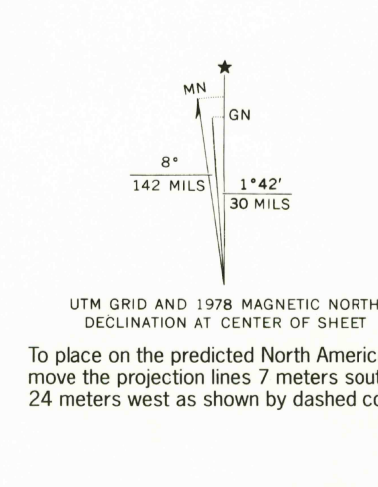 ★
MN
GN
8°
142 MILS
1°42′
30 MILS
UTM GRID AND 1978 MAGNETIC NORTH
DECLINATION AT CENTER OF SHEET
To place on the predicted North Americ
move the projection lines 7 meters sout
24 meters west as shown by dashed co